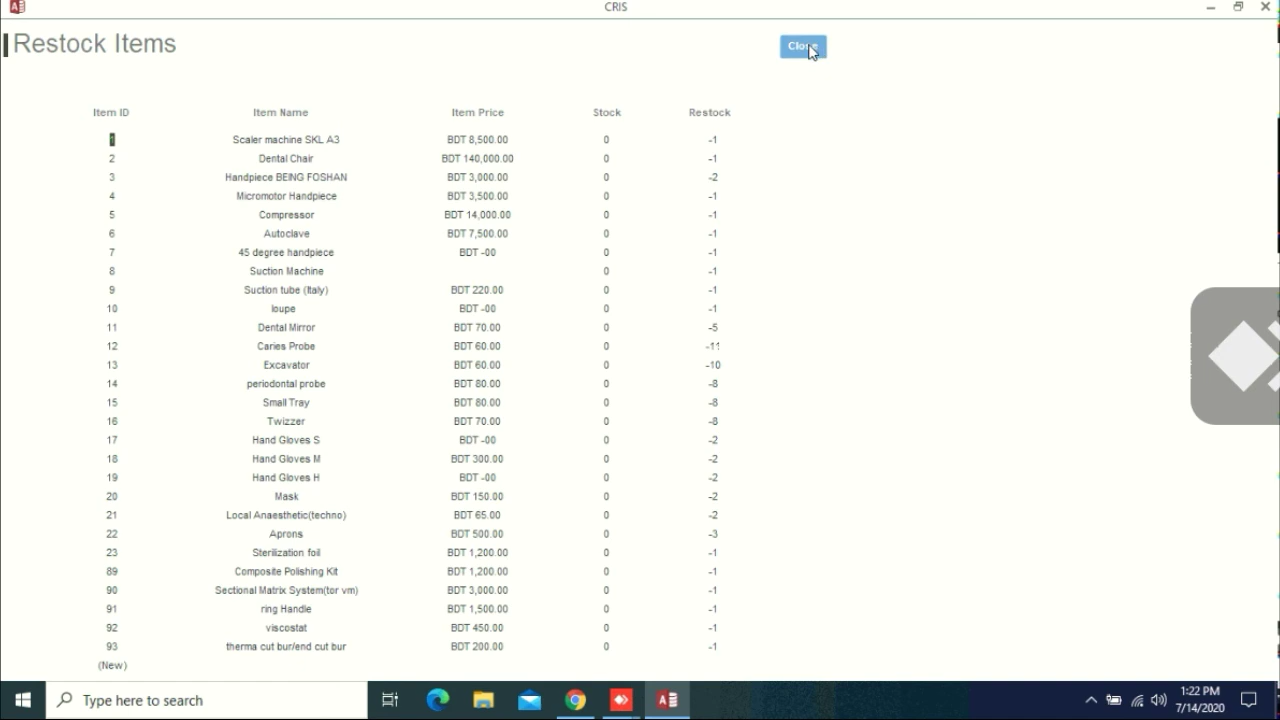 CRIS
Restock Items
Item ID Item Name Item Price Stock Restock
1 Scaler machine SKL A3 BDT 8,500.00 0 -1
2 Dental Chair BDT 140,000.00 0 -1
3 Handpiece BEING FOSHAN BDT 3,000.00 0 -2
4 Micromotor Handpiece BDT 3,500.00 0 -1
5 Compressor BDT 14,000.00 0 -1
6 Autoclave BDT 7,500.00 0 -1
7 45 degree handpiece BDT -00 0 -1
8 Suction Machine 0 -1
9 Suction tube (Italy) BDT 220.00 0 -1
10 loupe BDT -00 0 -1
11 Dental Mirror BDT 70.00 0 -5
12 Caries Probe BDT 60.00 0 -11
13 Excavator BDT 60.00 0 -10
14 periodontal probe BDT 80.00 0 -8
15 Small Tray BDT 80.00 0 -8
16 Twizzer BDT 70.00 0 -8
17 Hand Gloves S BDT -00 0 -2
18 Hand Gloves M BDT 300.00 0 -2
19 Hand Gloves H BDT -00 0 -2
20 Mask BDT 150.00 0 -2
21 Local Anaesthetic(techno) BDT 65.00 0 -2
22 Aprons BDT 500.00 0 -3
23 Sterilization foil BDT 1,200.00 0 -1
89 Composite Polishing Kit BDT 1,200.00 0 -1
90 Sectional Matrix System(tor vm) BDT 3,000.00 0 -1
91 ring Handle BDT 1,500.00 0 -1
92 viscostat BDT 450.00 0 -1
93 therma cut bur/end cut bur BDT 200.00 0 -1
(New)
Type here to search
1:22 PM
7/14/2020